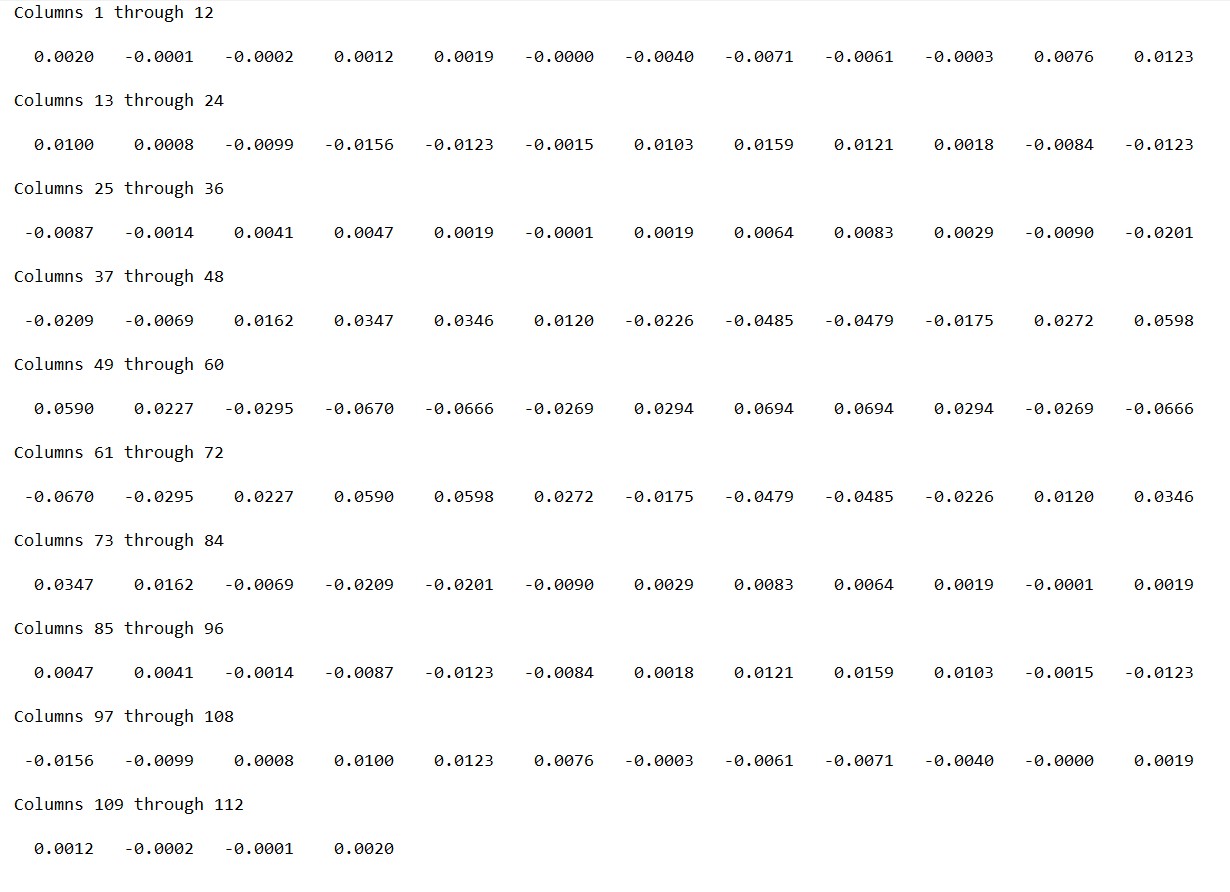 Columns 1 through 12
0.0020 -0.0001 -0.0002 0.0012 0.0019 -0.0000 -0.0040 -0.0071 -0.0061 -0.0003 0.0076 0.0123
Columns 13 through 24
0.0100 0.0008 -0.0099 -0.0156 -0.0123 -0.0015 0.0103 0.0159 0.0121 0.0018 -0.0084 -0.0123
Columns 25 through 36
-0.0087 -0.0014 0.0041 0.0047 0.0019 -0.0001 0.0019 0.0064 0.0083 0.0029 -0.0090 -0.0201
Columns 37 through 48
-0.0209 -0.0069 0.0162 0.0347 0.0346 0.0120 -0.0226 -0.0485 -0.0479 -0.0175 0.0272 0.0598
Columns 49 through 60
0.0590 0.0227 -0.0295 -0.0670 -0.0666 -0.0269 0.0294 0.0694 0.0694 0.0294 -0.0269 -0.0666
Columns 61 through 72
-0.0670 -0.0295 0.0227 0.0590 0.0598 0.0272 -0.0175 -0.0479 -0.0485 -0.0226 0.0120 0.0346
Columns 73 through 84
0.0347 0.0162 -0.0069 -0.0209 -0.0201 -0.0090 0.0029 0.0083 0.0064 0.0019 -0.0001 0.0019
Columns 85 through 96
0.0047 0.0041 -0.0014 -0.0087 -0.0123 -0.0084 0.0018 0.0121 0.0159 0.0103 -0.0015 -0.0123
Columns 97 through 108
-0.0156 -0.0099 0.0008 0.0100 0.0123 0.0076 -0.0003 -0.0061 -0.0071 -0.0040 -0.0000 0.0019
Columns 109 through 112
0.0012 -0.0002 -0.0001 0.0020